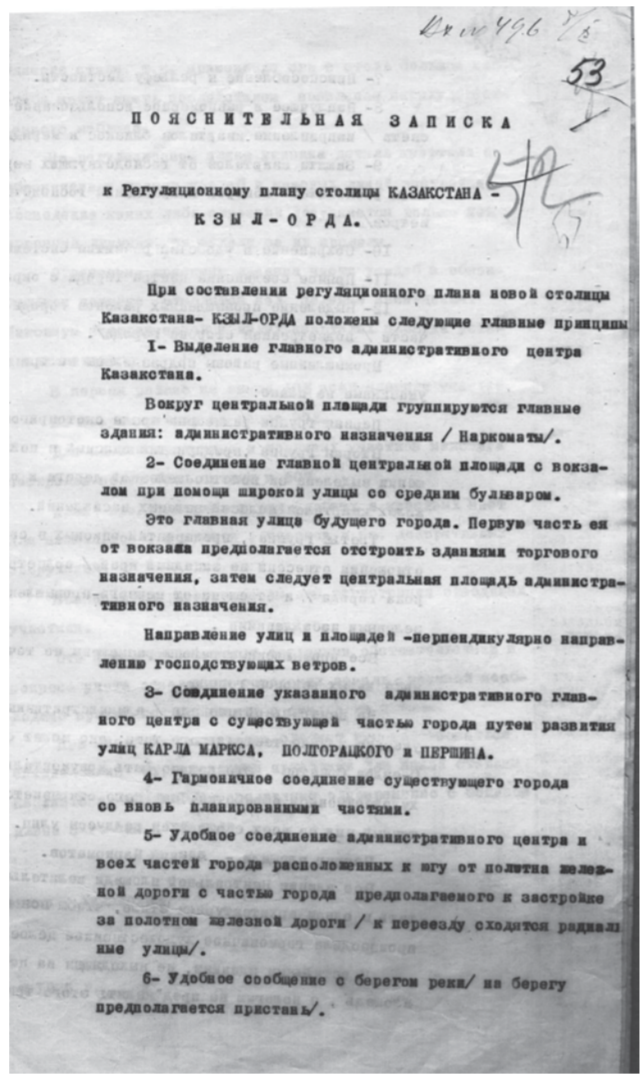 Вх № 496
53
ПОЯСНИТЕЛЬНАЯ ЗАПИСКА
52
к Регуляционному плану столицы КАЗАКСТАНА -
КЗЫЛ-ОРДА.
При составлении регуляционного плана новой столицы
Казакстана- КЗЫЛ-ОРДА положены следующие главные принципы
I- Выделение главного административного центра
Казакстана.
Вокруг центральной площади группируются главные
здания: административного назначения / Наркоматы/.
2- Соединение главной центральной площади с вокза-
лом при помощи широкой улицы со средним бульваром.
Это главная улица будущего города. Первую часть ея
от вокзала предполагается отстроить зданиями торгового
назначения, затем следует центральная площадь администра-
тивного назначения.
Направление улиц и площадей -перпендикулярно направ-
лению господствующих ветров.
3- Соединение указанного административного глав-
ного центра с существующей частью города путем развития
улиц КАРЛА МАРКСА, ПОЛТОРАЦКОГО и ПЕРШИНА.
4- Гармоничное соединение существующего города
со вновь планированными частями.
5- Удобное соединение административного центра и
всех частей города расположенных к югу от полотна желез-
ной дороги с частью города предполагаемого к застройке
за полотном железной дороги / к переезду сходятся радиаль
ные улицы/.
6- Удобное сообщение с берегом реки/ на берегу
предполагается пристань/.